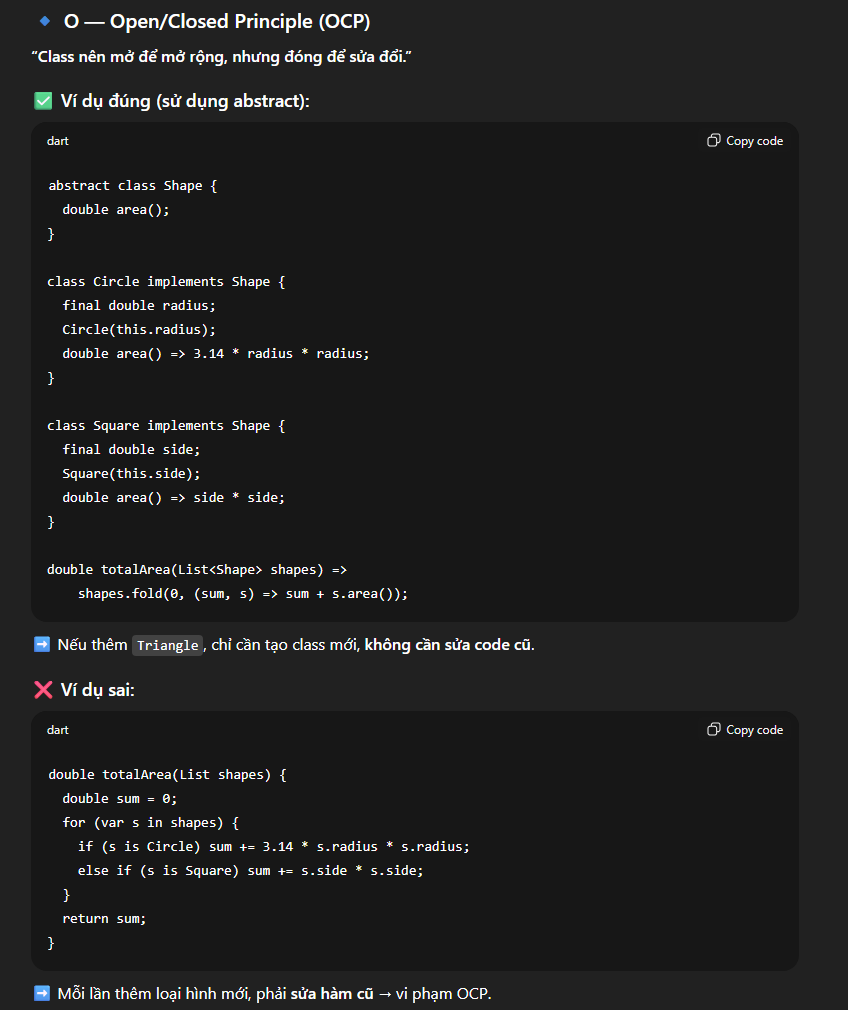 🔹 O — Open/Closed Principle (OCP)
“Class nên mở để mở rộng, nhưng đóng để sửa đổi.”
✅ Ví dụ đúng (sử dụng abstract):
dart
Copy code
abstract class Shape {
  double area();
}

class Circle implements Shape {
  final double radius;
  Circle(this.radius);
  double area() => 3.14 * radius * radius;
}

class Square implements Shape {
  final double side;
  Square(this.side);
  double area() => side * side;
}

double totalArea(List<Shape> shapes) =>
    shapes.fold(0, (sum, s) => sum + s.area());
➡️ Nếu thêm Triangle, chỉ cần tạo class mới, không cần sửa code cũ.
❌ Ví dụ sai:
dart
Copy code
double totalArea(List shapes) {
  double sum = 0;
  for (var s in shapes) {
    if (s is Circle) sum += 3.14 * s.radius * s.radius;
    else if (s is Square) sum += s.side * s.side;
  }
  return sum;
}
➡️ Mỗi lần thêm loại hình mới, phải sửa hàm cũ → vi phạm OCP.